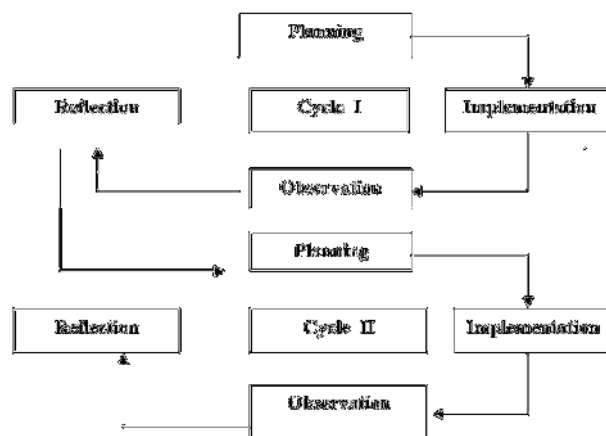 Planning
Reflection
Cycle I
Implementation
Observation
Planning
Reflection
Cycle II
Implementation
Observation